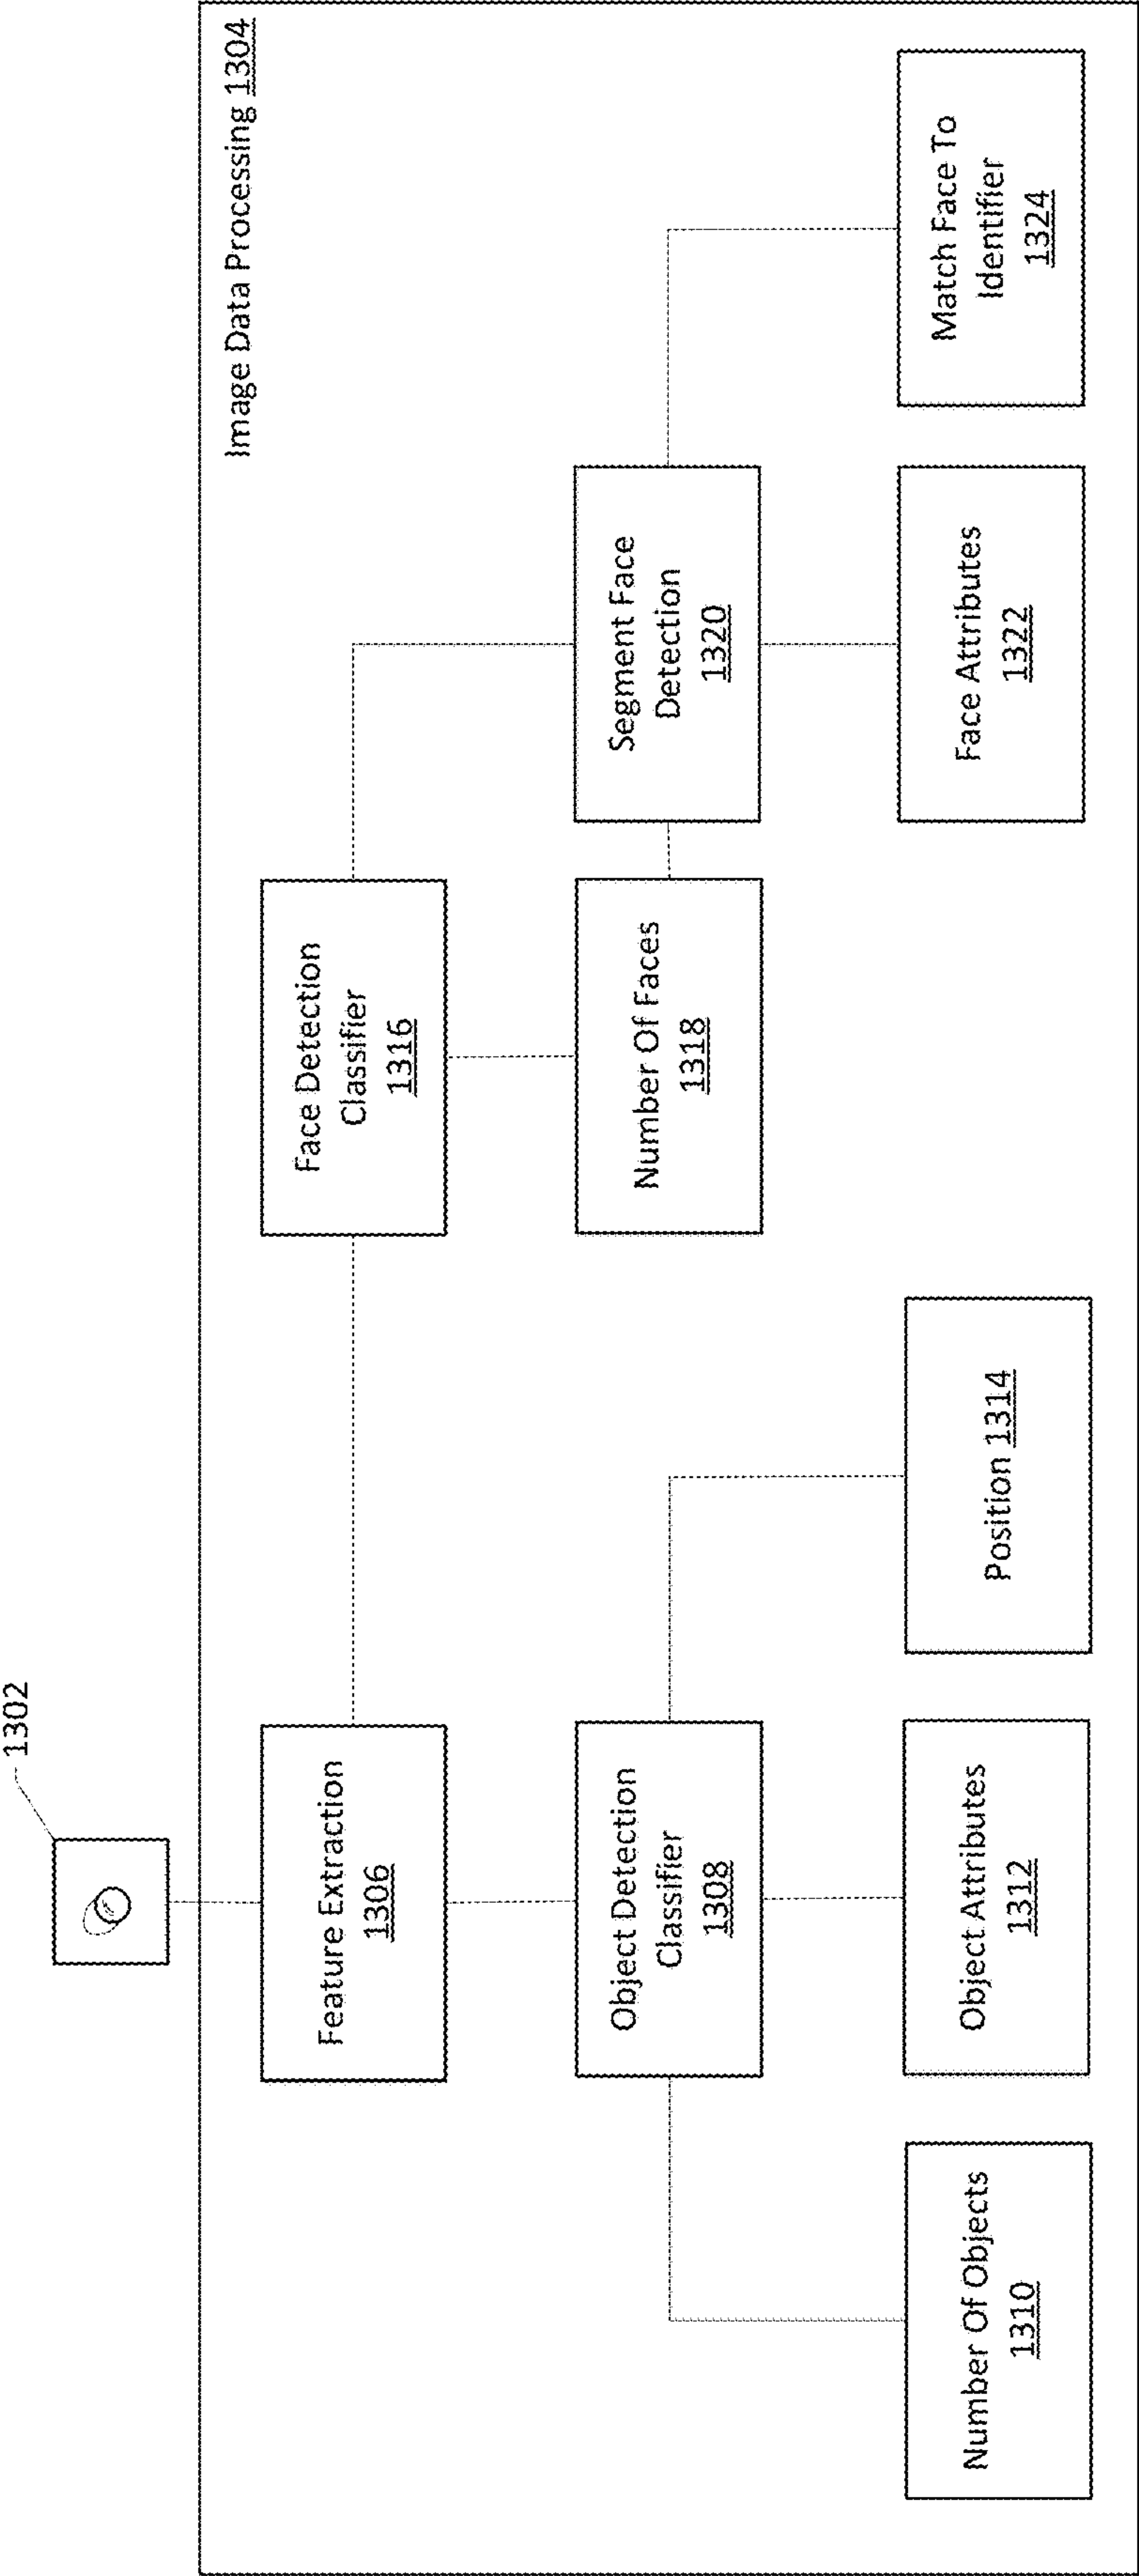 1302
Image Data Processing 1304
Feature Extraction
1306
Face Detection
Classifier
1316
Object Detection
Classifier
1308
Number Of Faces
1318
Segment Face
Detection
1320
Number Of Objects
1310
Object Attributes
1312
Position 1314
Face Attributes
1322
Match Face To
Identifier
1324